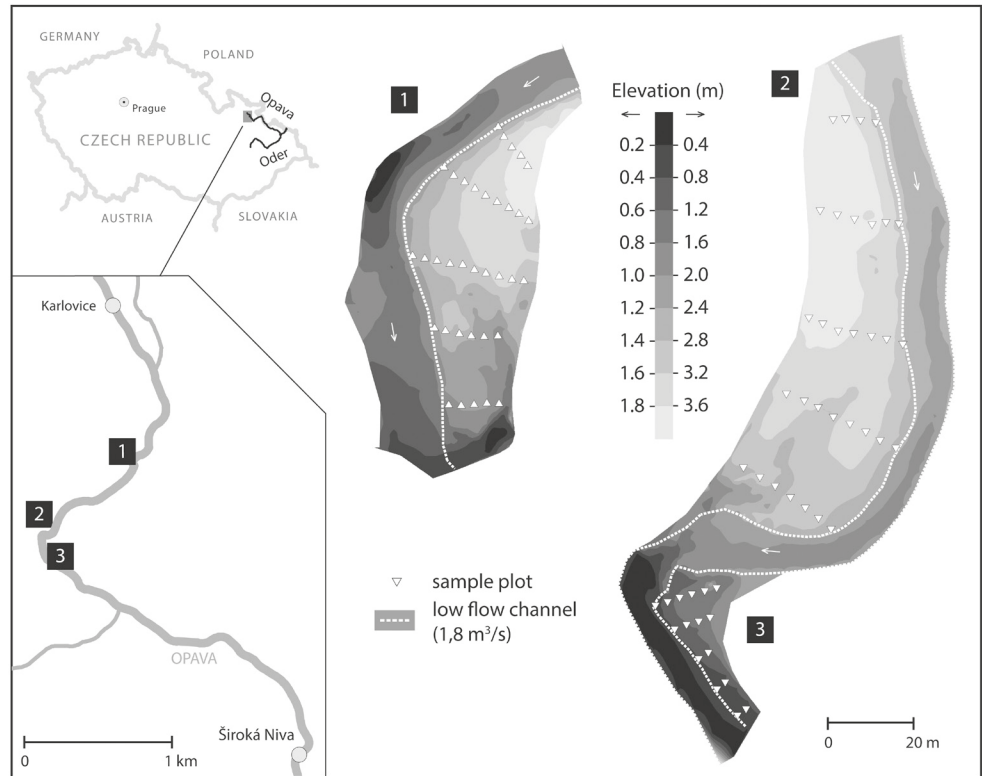 GERMANY
POLAND
Prague
Opava
CZECH REPUBLIC
Oder
AUSTRIA
SLOVAKIA
Karlovice
1
2
3
OPAVA
Široká Niva
0 1 km
1
Elevation (m)
← →
0.2 0.4
0.4 0.8
0.6 1.2
0.8 1.6
1.0 2.0
1.2 2.4
1.4 2.8
1.6 3.2
1.8 3.6
2
sample plot
low flow channel
(1,8 m³/s)
3
0 20 m